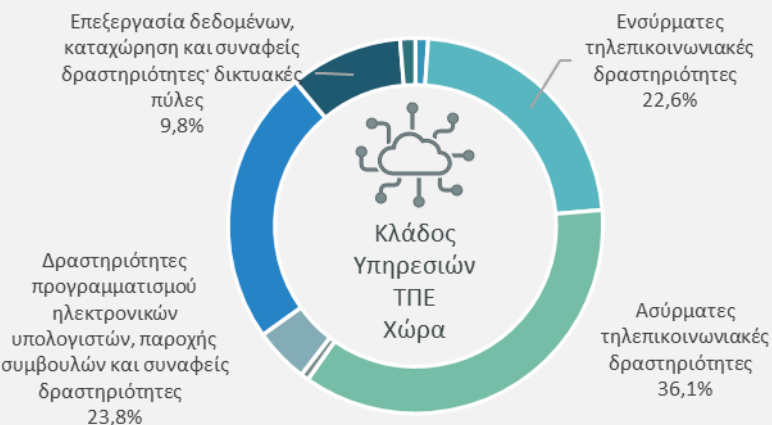 Επεξεργασία δεδομένων,
καταχώρηση και συναφείς
δραστηριότητες· δικτυακές
πύλες
9,8%
Ενσύρματες
τηλεπικοινωνιακές
δραστηριότητες
22,6%
Κλάδος
Υπηρεσιών
ΤΠΕ
Χώρα
Δραστηριότητες
προγραμματισμού
ηλεκτρονικών
υπολογιστών, παροχής
συμβουλών και συναφείς
δραστηριότητες
23,8%
Ασύρματες
τηλεπικοινωνιακές
δραστηριότητες
36,1%